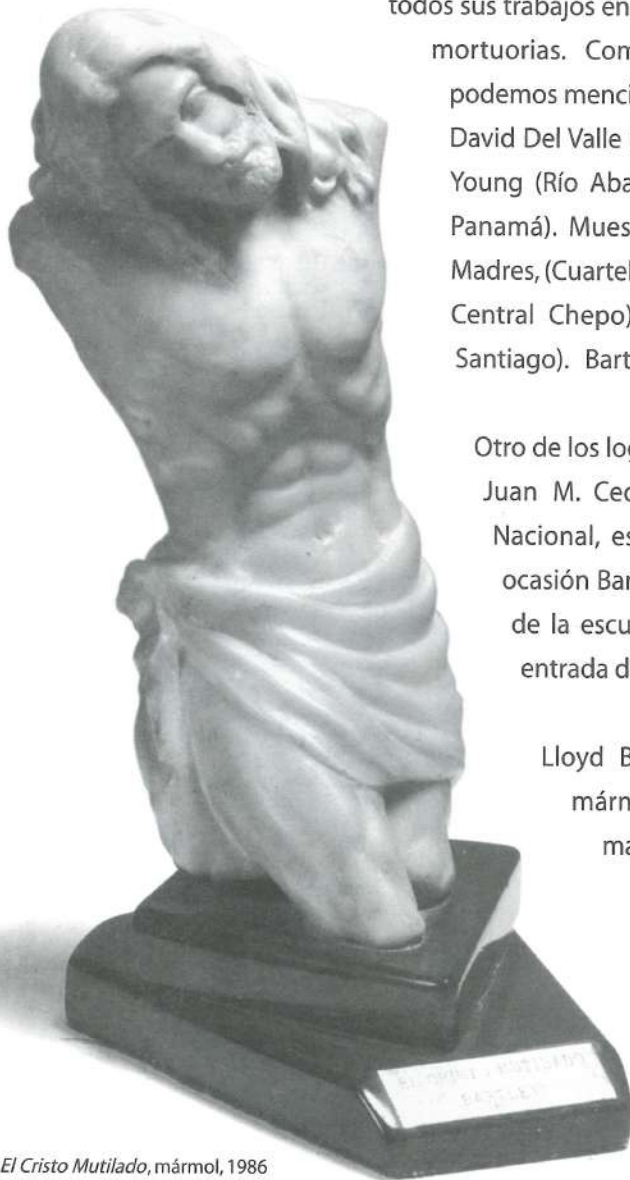 todos sus trabajos en
mortuorias. Com
podemos menci
David Del Valle
Young (Río Aba
Panamá). Mues
Madres, (Cuartel
Central Chepo)
Santiago). Bart
Otro de los log
Juan M. Ced
Nacional, es
ocasión Bar
de la escu
entrada d
Lloyd B
márm
ma
El Cristo Mutilado, mármol, 1986